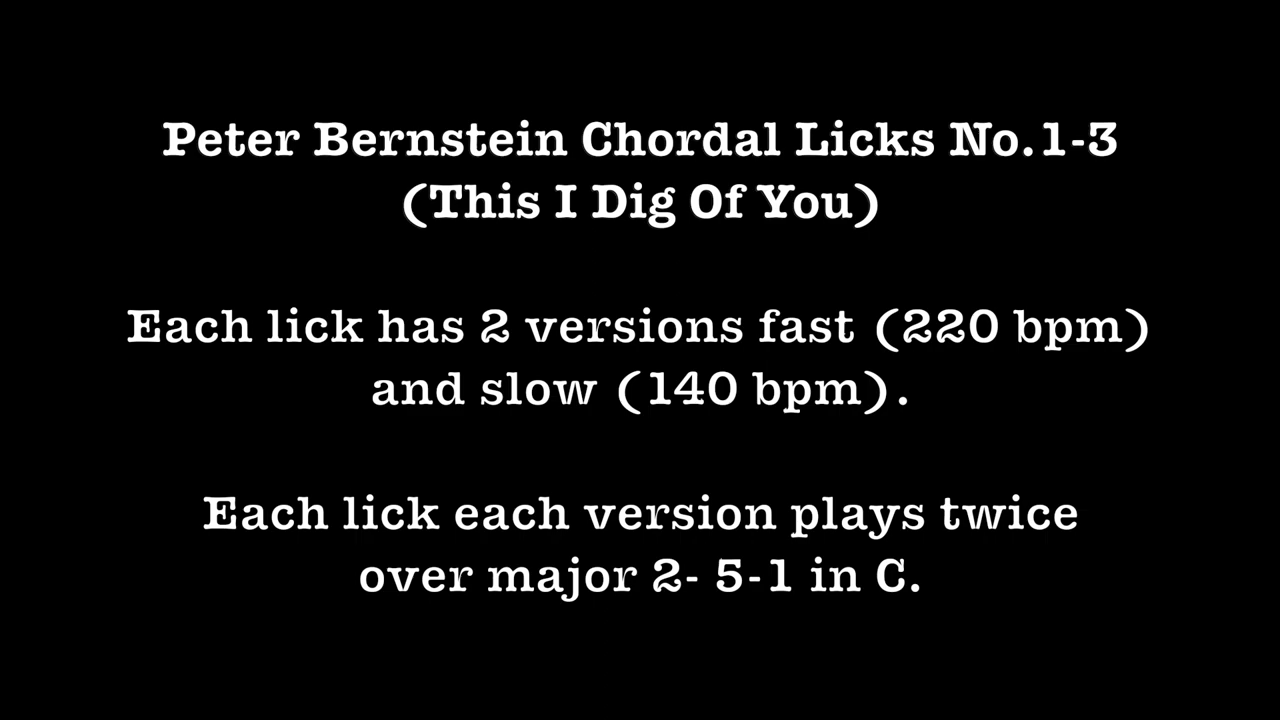 Peter Bernstein Chordal Licks No.1-3
(This I Dig Of You)
Each lick has 2 versions fast (220 bpm)
and slow (140 bpm).
Each lick each version plays twice
over major 2- 5-1 in C.